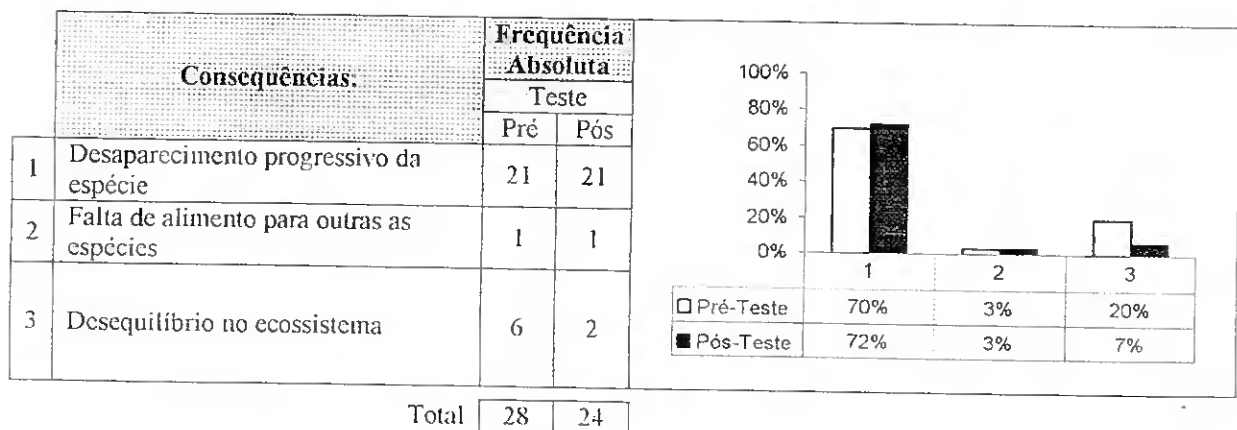 Consequências.
Frequência
Absoluta
Teste
Pré Pós
1 Desaparecimento progressivo da
espécie 21 21
2 Falta de alimento para outras as
espécies 1 1
3 Desequilíbrio no ecossistema 6 2
Total 28 24
100%
80%
60%
40%
20%
0%
1 2 3
Pré-Teste 70% 3% 20%
Pós-Teste 72% 3% 7%